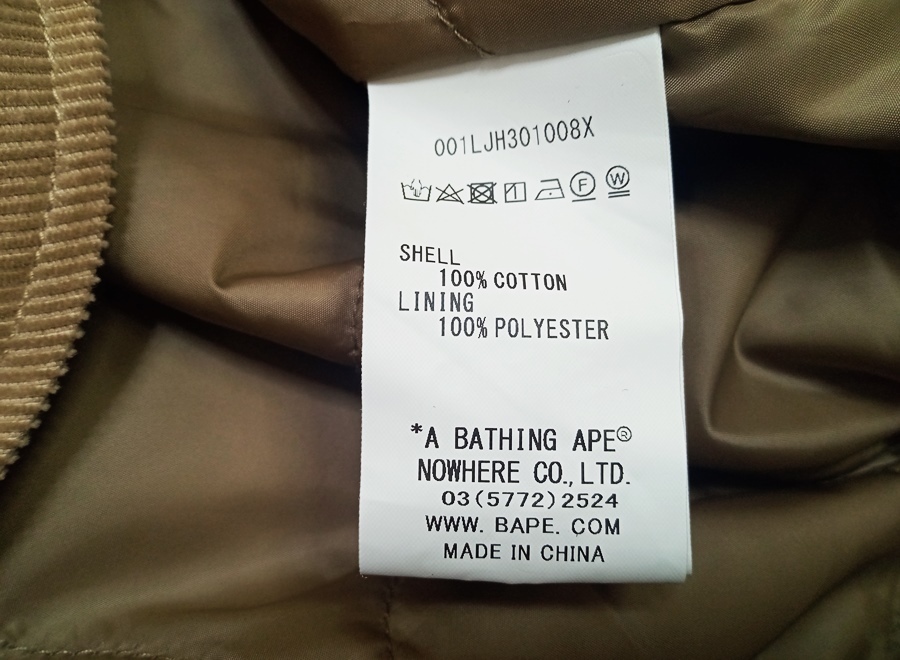 001LJH301008X
F W
SHELL
100% COTTON
LINING
100% POLYESTER
*A BATHING APE®
NOWHERE CO., LTD.
03(5772)2524
WWW. BAPE. COM
MADE IN CHINA